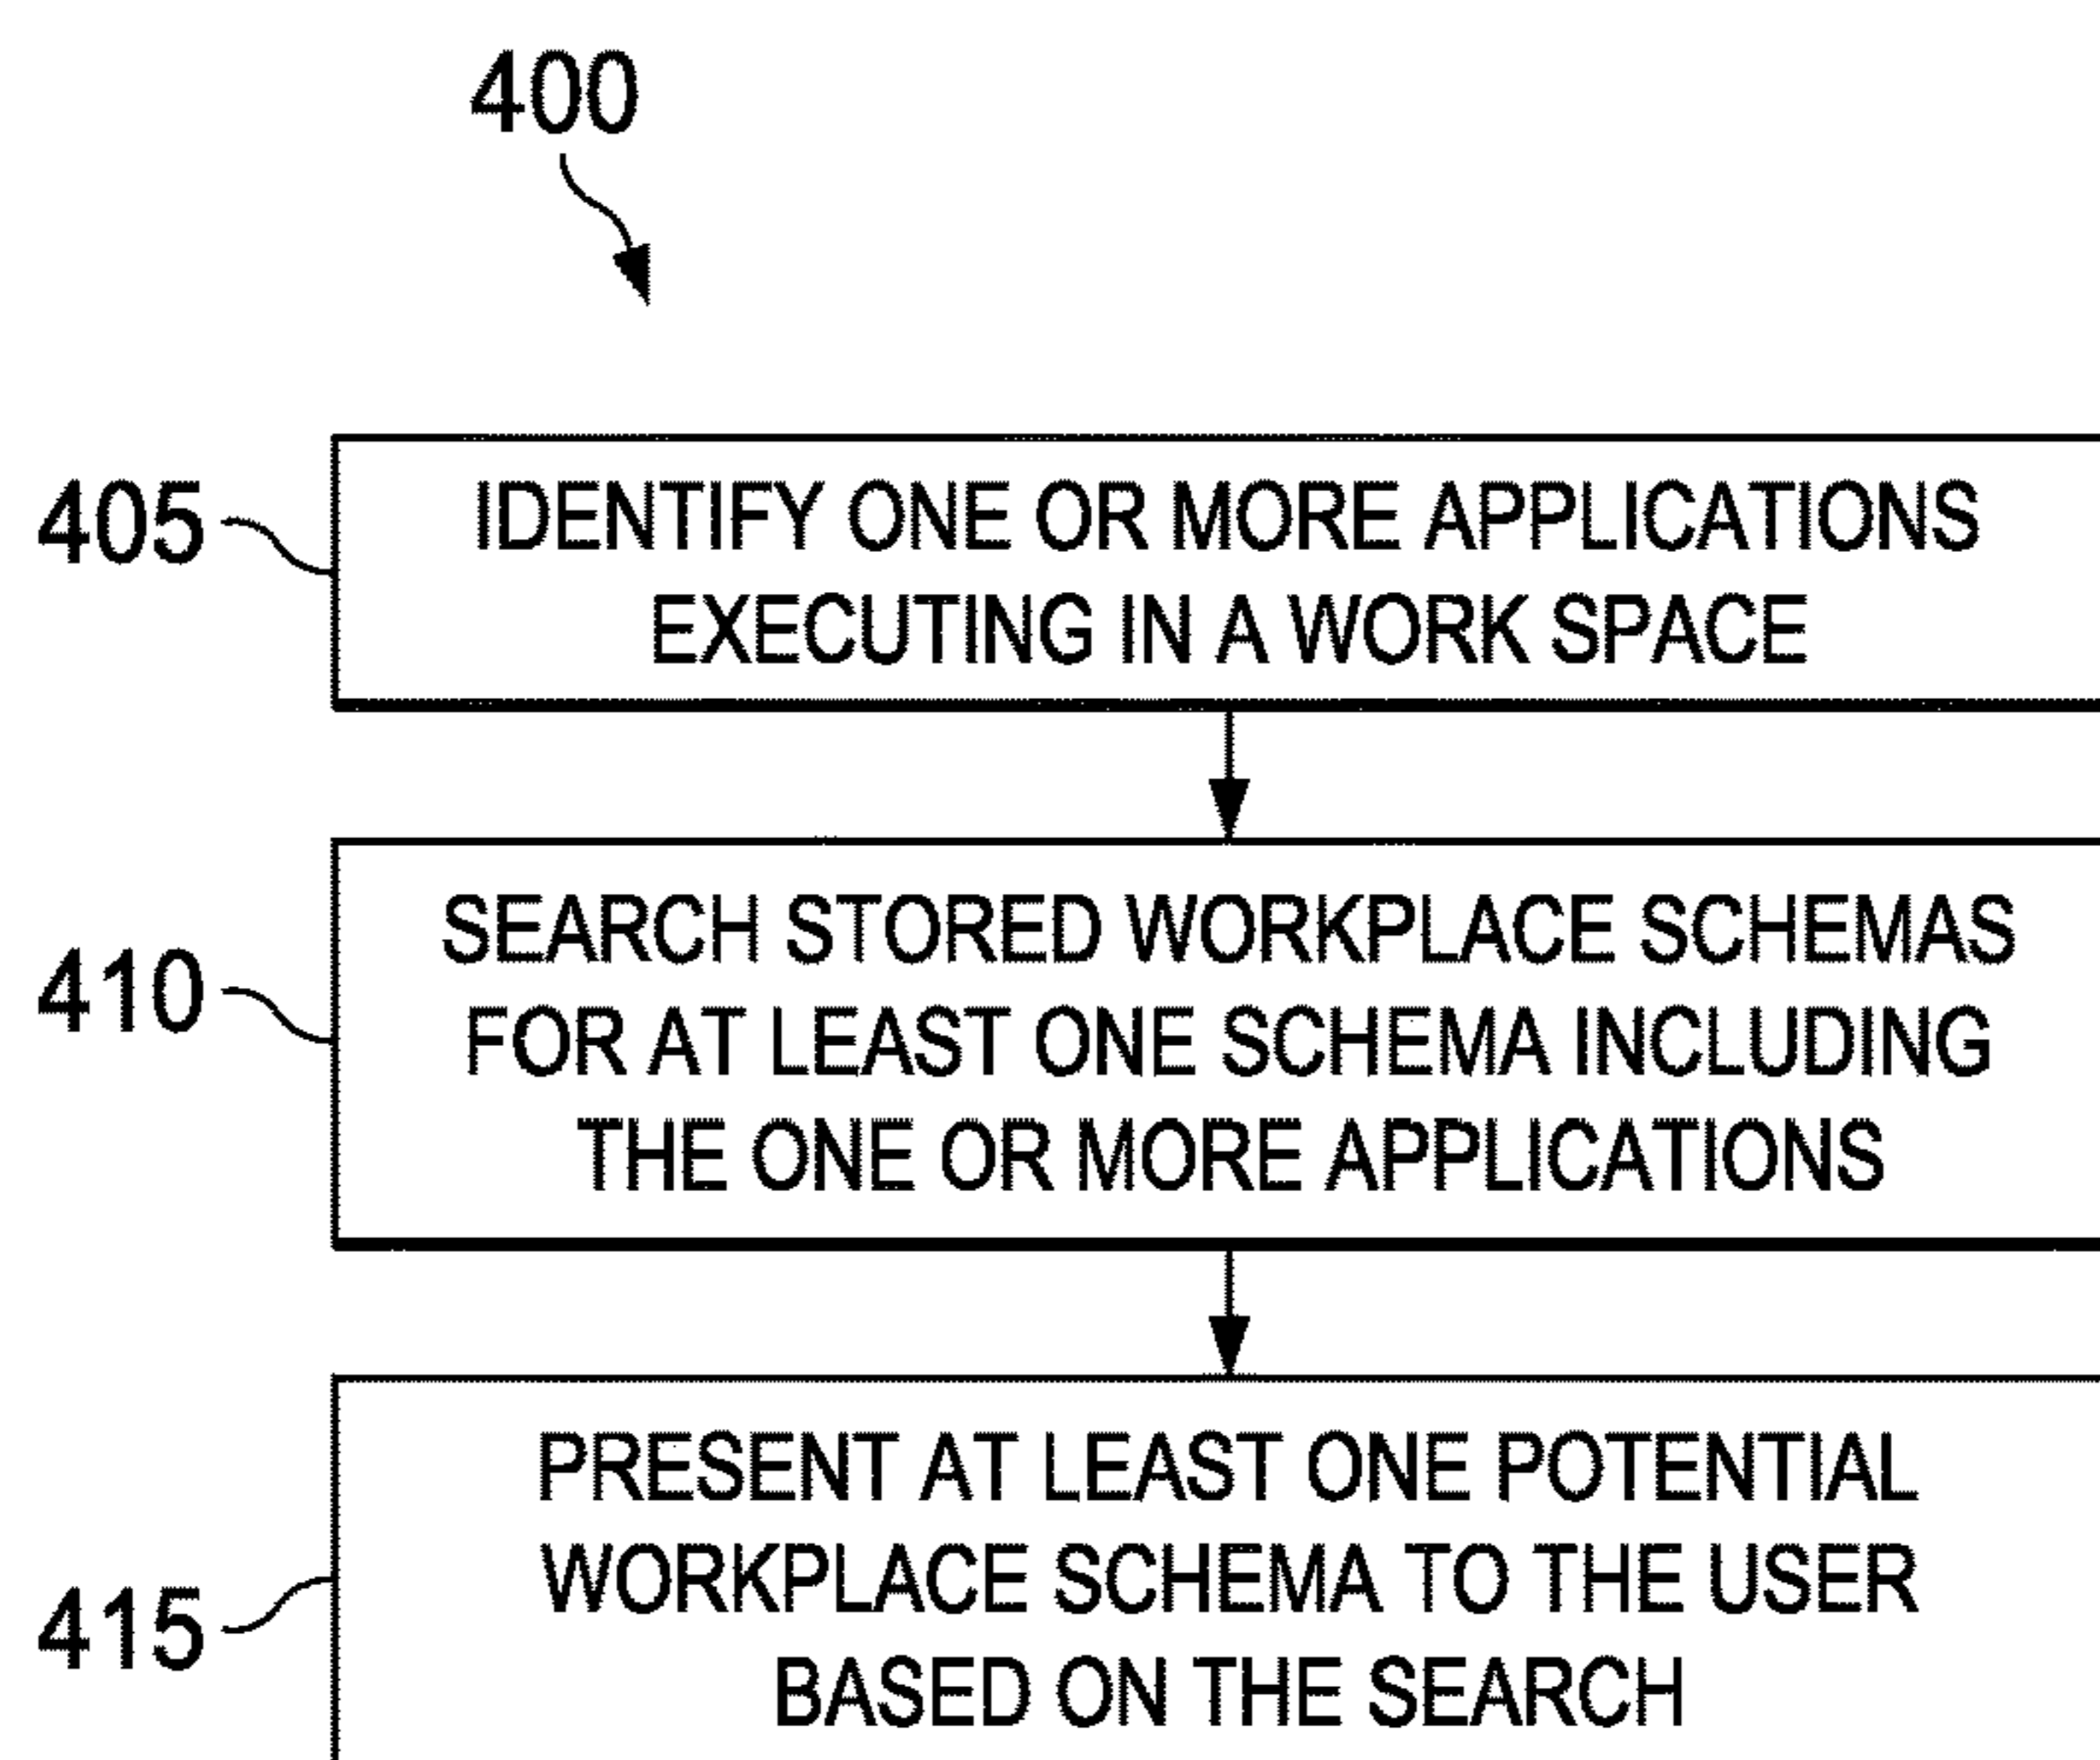 400
405
IDENTIFY ONE OR MORE APPLICATIONS
EXECUTING IN A WORK SPACE
410
SEARCH STORED WORKPLACE SCHEMAS
FOR AT LEAST ONE SCHEMA INCLUDING
THE ONE OR MORE APPLICATIONS
415
PRESENT AT LEAST ONE POTENTIAL
WORKPLACE SCHEMA TO THE USER
BASED ON THE SEARCH